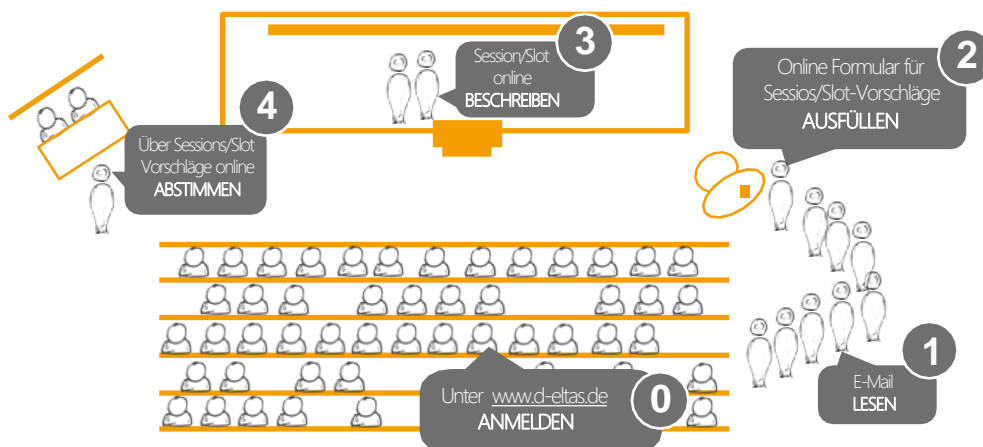 3
Session/Slot
online
BESCHREIBEN
2
Online Formular für
Sessios/Slot-Vorschläge
AUSFÜLLEN
4
Über Sessions/Slot
Vorschläge online
ABSTIMMEN
1
E-Mail
LESEN
0
Unter www.d-eltas.de
ANMELDEN